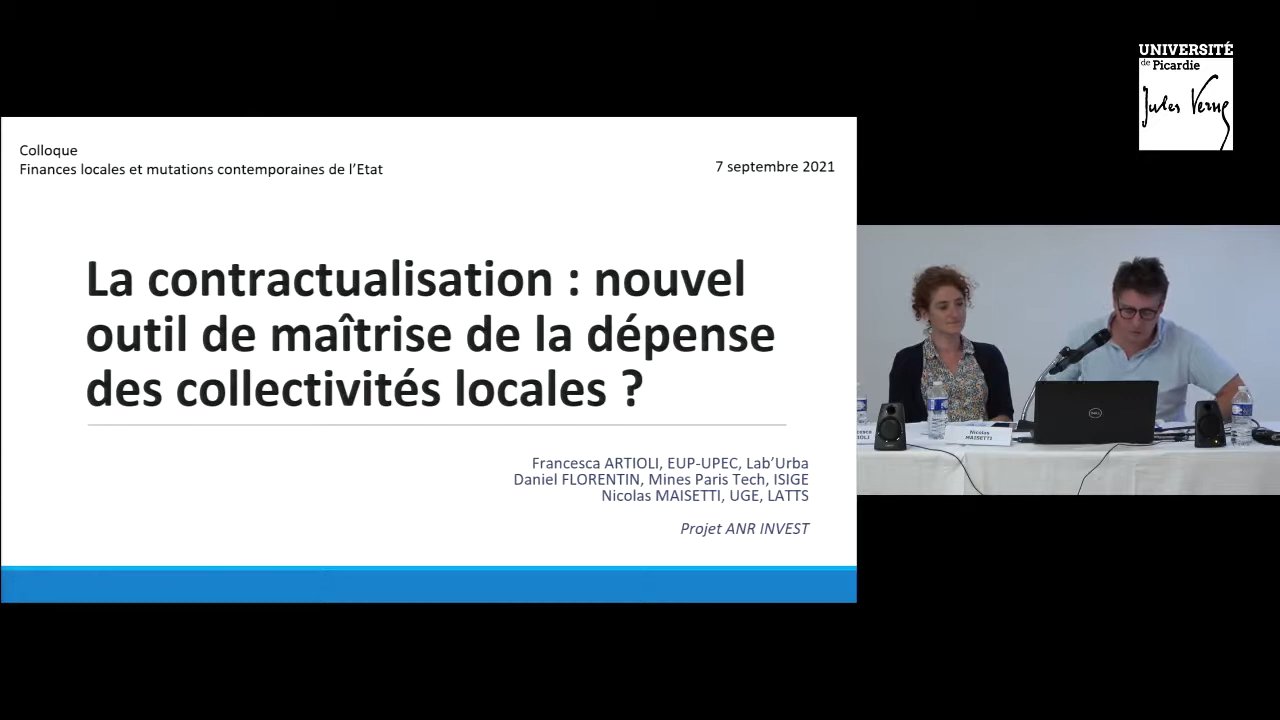 UNIVERSITÉ
de Picardie
Jules Verne
Colloque
Finances locales et mutations contemporaines de l'Etat
7 septembre 2021
La contractualisation : nouvel
outil de maîtrise de la dépense
des collectivités locales ?
Francesca ARTIOLI, EUP-UPEC, Lab'Urba
Daniel FLORENTIN, Mines Paris Tech, ISIGE
Nicolas MAISETTI, UGE, LATTS
Projet ANR INVEST
Nicolas
MAISETTI
DELL